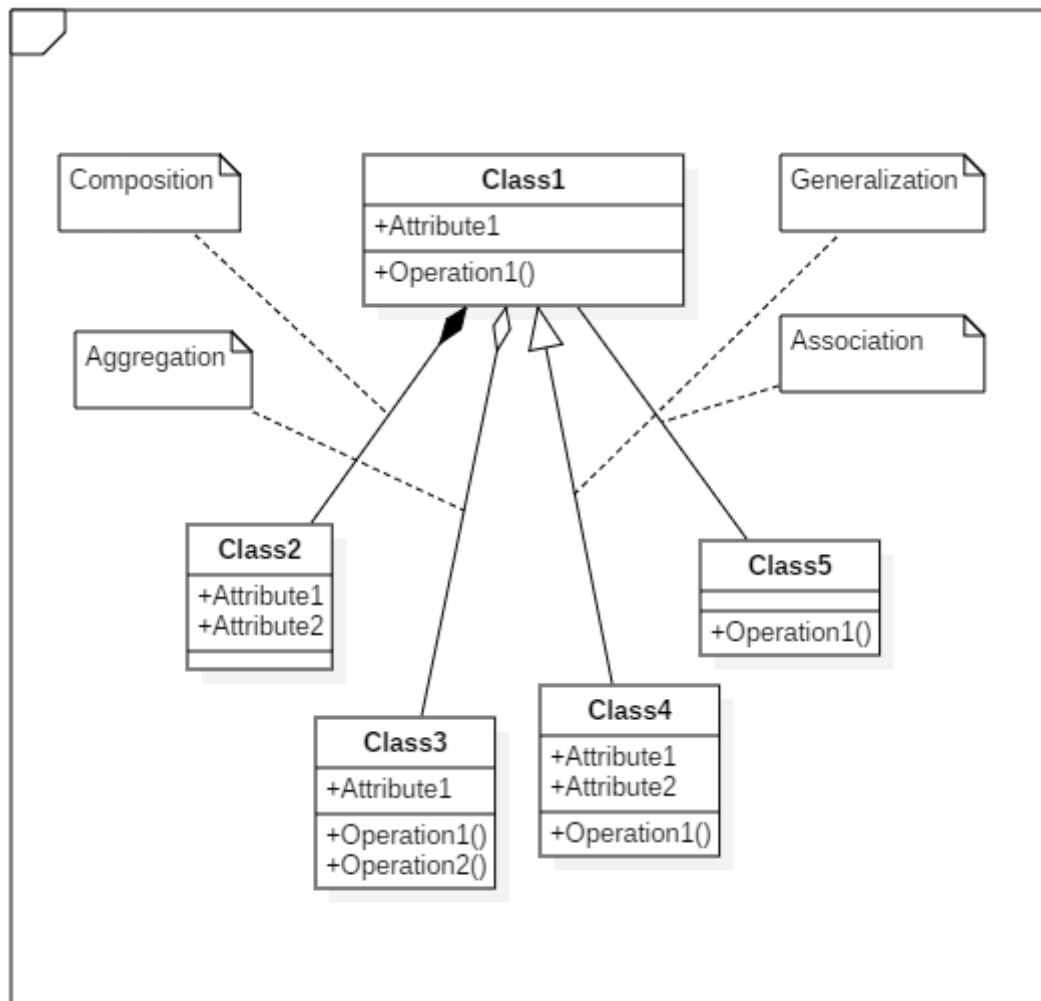 Composition
Class1
+Attribute1
+Operation1()
Generalization
Aggregation
Association
Class2
+Attribute1
+Attribute2
Class3
+Attribute1
+Operation1()
+Operation2()
Class4
+Attribute1
+Attribute2
+Operation1()
Class5
+Operation1()